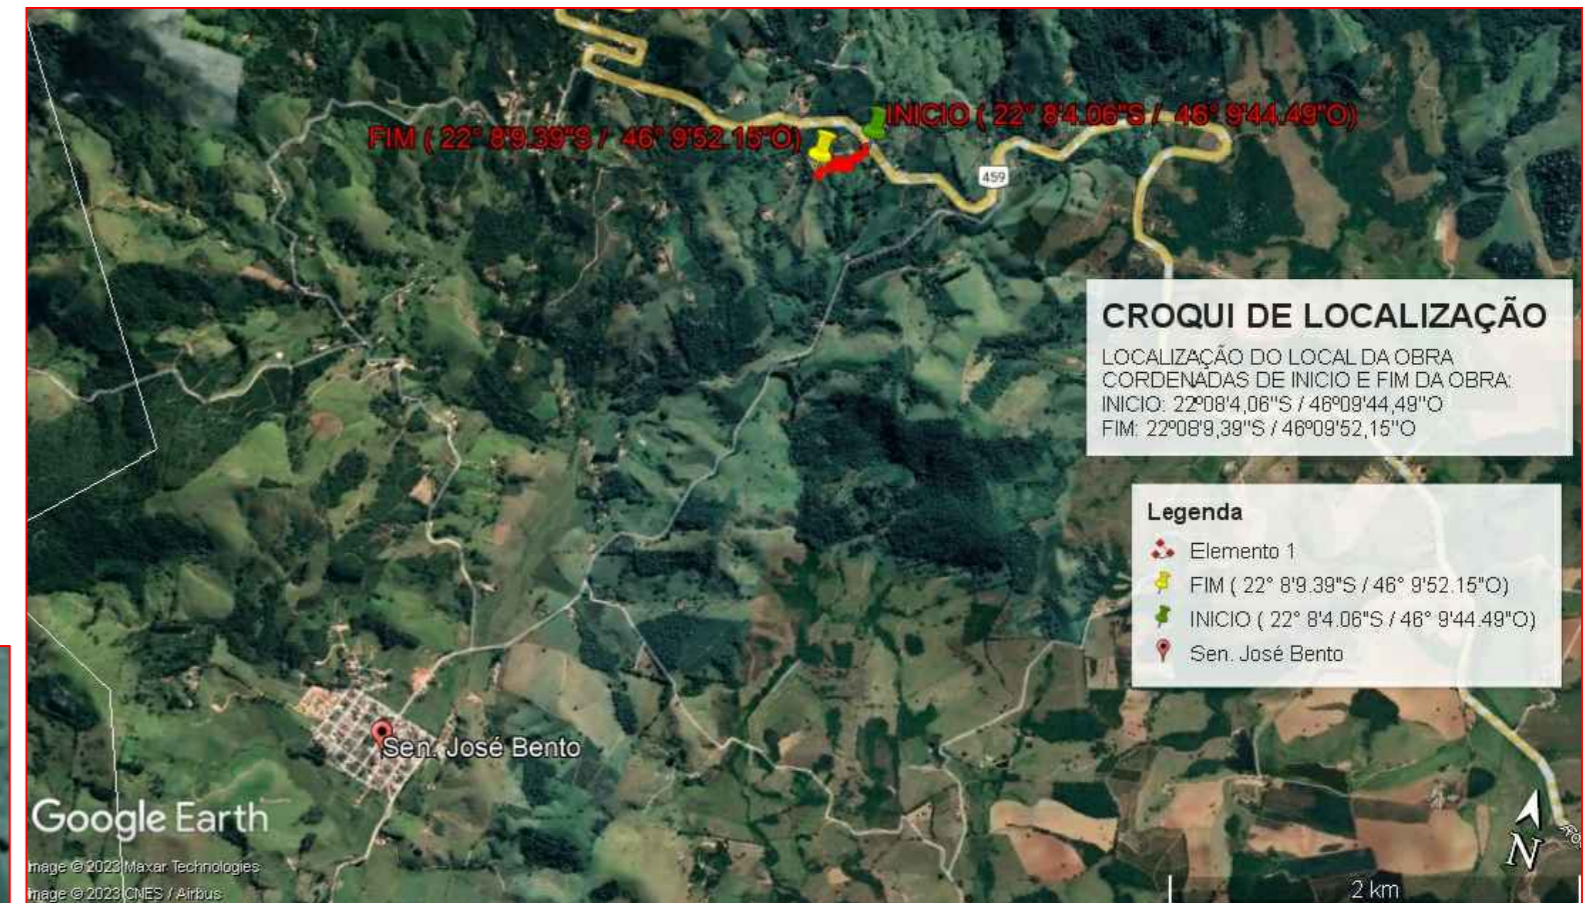 INICIO ( 22° 8'4.06"S / 46° 9'44.49"O)
FIM ( 22° 8'9.39"S / 46° 9'52.15"O)
459
CROQUI DE LOCALIZAÇÃO
LOCALIZAÇÃO DO LOCAL DA OBRA
CORDENADAS DE INICIO E FIM DA OBRA:
INICIO: 22º08'4,06"S / 46º09'44,49"O
FIM: 22º08'9,39"S / 46º09'52,15"O
Legenda
Elemento 1
FIM ( 22° 8'9.39"S / 46° 9'52.15"O)
INICIO ( 22° 8'4.06"S / 46° 9'44.49"O)
Sen. José Bento
Sen. José Bento
Google Earth
Image © 2023 Maxar Technologies
Image © 2023 CNES / Airbus
N
2 km